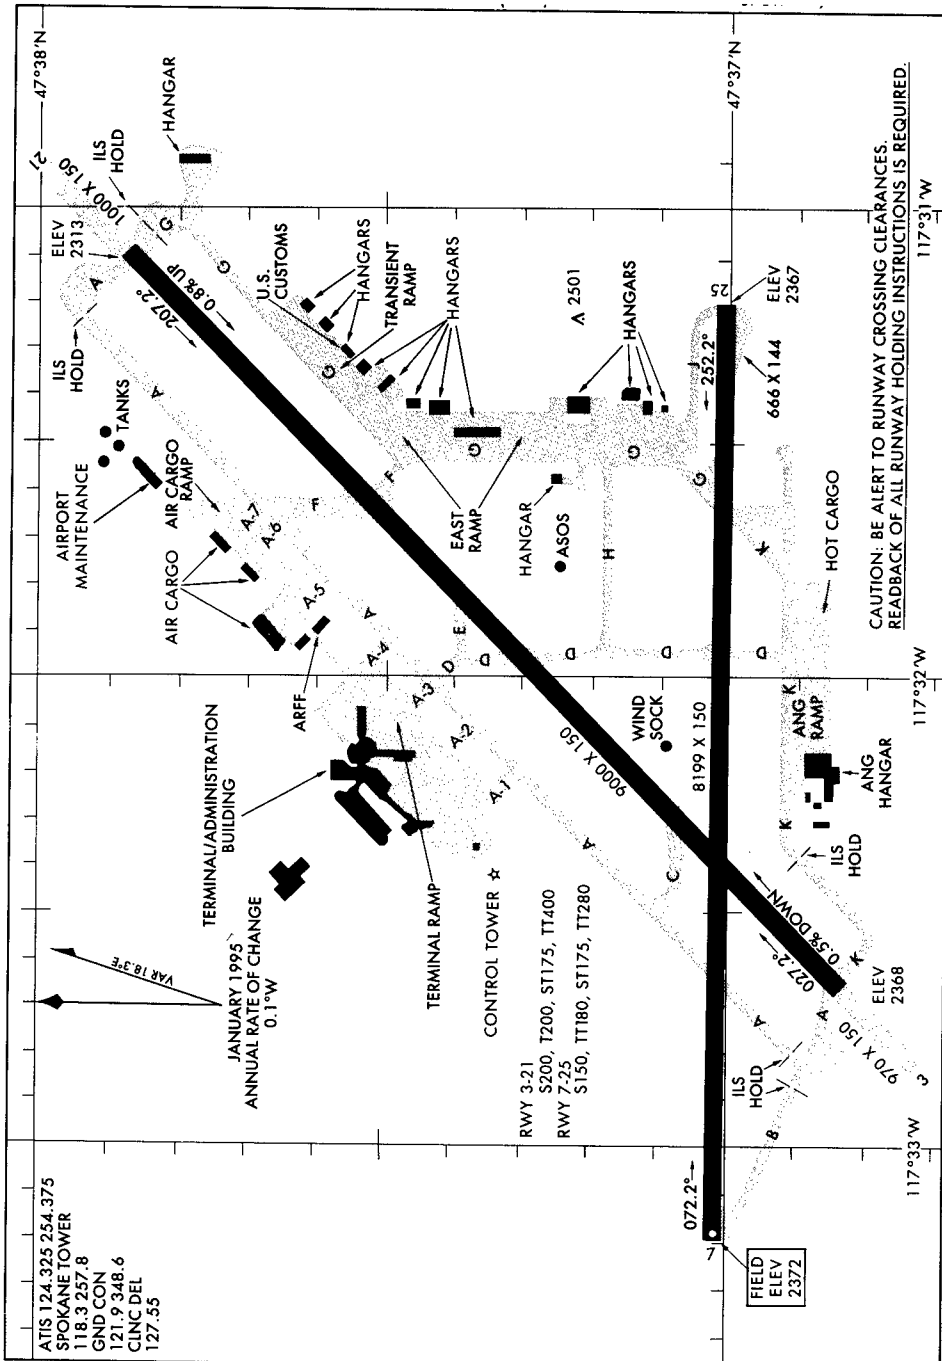 ATIS 124.325 254.375
SPOKANE TOWER
118.3 257.8
GND CON
121.9 348.6
CLNC DEL
127.55
47°38'N
HANGAR
ILS
HOLD
21
1000 X 150
ELEV
2313
A
G
G
0.8% UP
207.2°
U.S.
CUSTOMS
HANGARS
TRANSIENT
RAMP
HANGARS
G
ILS
HOLD
A
TANKS
AIRPORT
MAINTENANCE
AIR CARGO
RAMP
A-7
A-6
F
F
AIR CARGO
A-5
A
A-4
ARFF
EAST
RAMP
G
HANGAR
ASOS
2501
HANGARS
G
G
H
E
D
D
D
D
D
A-3
A-2
A-1
TERMINAL/ADMINISTRATION
BUILDING
TERMINAL RAMP
CONTROL TOWER
VAR 18.3°E
JANUARY 1995
ANNUAL RATE OF CHANGE
0.1°W
RWY 3-21
S200, T200, ST175, TT400
RWY 7-25
S150, TT180, ST175, TT280
WIND
SOCK
9000 X 150
8199 X 150
A
C
47°37'N
25
ELEV
2367
252.2°
666 X 144
K
HOT CARGO
K
K
ANG
RAMP
ANG
HANGAR
ILS
HOLD
0.5% DOWN
027.2°
K
ELEV
2368
A
A
970 X 150
3
ILS
HOLD
B
072.2°
7
FIELD
ELEV
2372
117°31'W
117°32'W
117°33'W
CAUTION: BE ALERT TO RUNWAY CROSSING CLEARANCES.
READBACK OF ALL RUNWAY HOLDING INSTRUCTIONS IS REQUIRED.